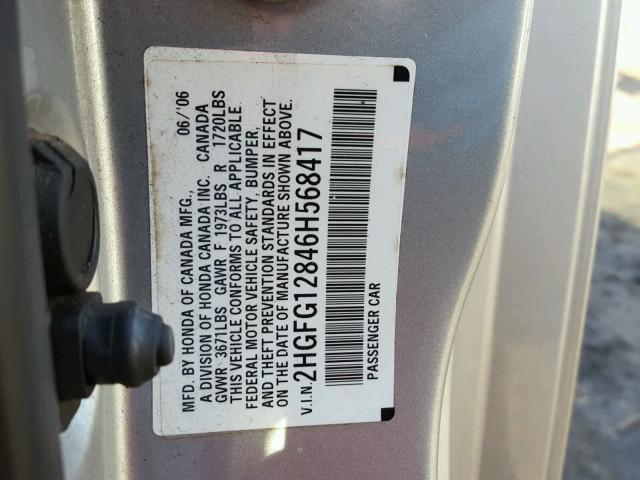 MFD. BY HONDA OF CANADA MFG., 06/'06
A DIVISION OF HONDA CANADA INC. CANADA
GVWR 3671LBS GAWR F 1973LBS R 1720LBS
THIS VEHICLE CONFORMS TO ALL APPLICABLE
FEDERAL MOTOR VEHICLE SAFETY, BUMPER,
AND THEFT PREVENTION STANDARDS IN EFFECT
ON THE DATE OF MANUFACTURE SHOWN ABOVE.
V.I.N. 2HGFG12846H568417
PASSENGER CAR